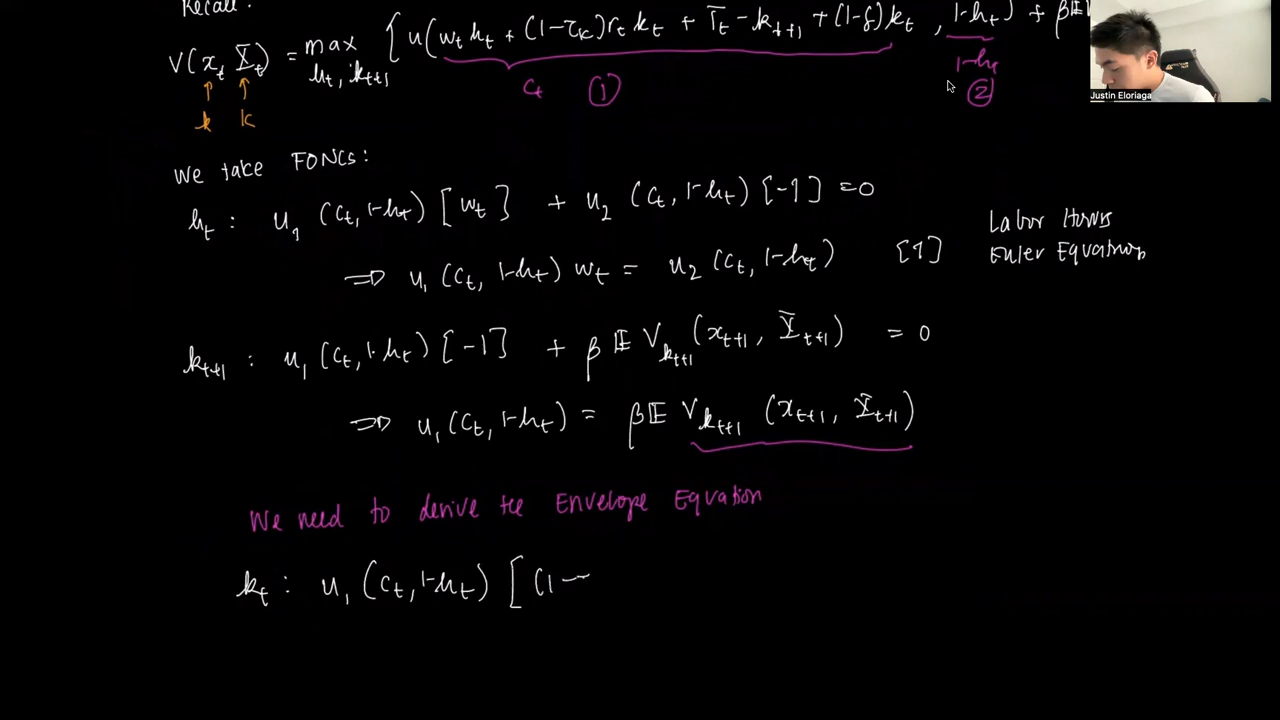 Recall:
V(x_t X_t) = max_{h_t, k_{t+1}} { u(w_t h_t + (1-τ_k) r_t k_t + T_t - k_{t+1} + (1-δ) k_t , 1-h_t) + β E
k K c_t ① 1-h_t ②
Justin Eloriaga
We take FONCs:
h_t : u_1 (c_t, 1-h_t) [w_t] + u_2 (c_t, 1-h_t) [-1] = 0
⇒ u_1 (c_t, 1-h_t) w_t = u_2 (c_t, 1-h_t) [1] Labor Hours
Euler Equation
k_{t+1} : u_1 (c_t, 1-h_t) [-1] + β E V_{k_{t+1}} (x_{t+1}, X_{t+1}) = 0
⇒ u_1 (c_t, 1-h_t) = β E V_{k_{t+1}} (x_{t+1}, X_{t+1})
We need to derive the Envelope Equation
k_t : u_1 (c_t, 1-h_t) [ (1-